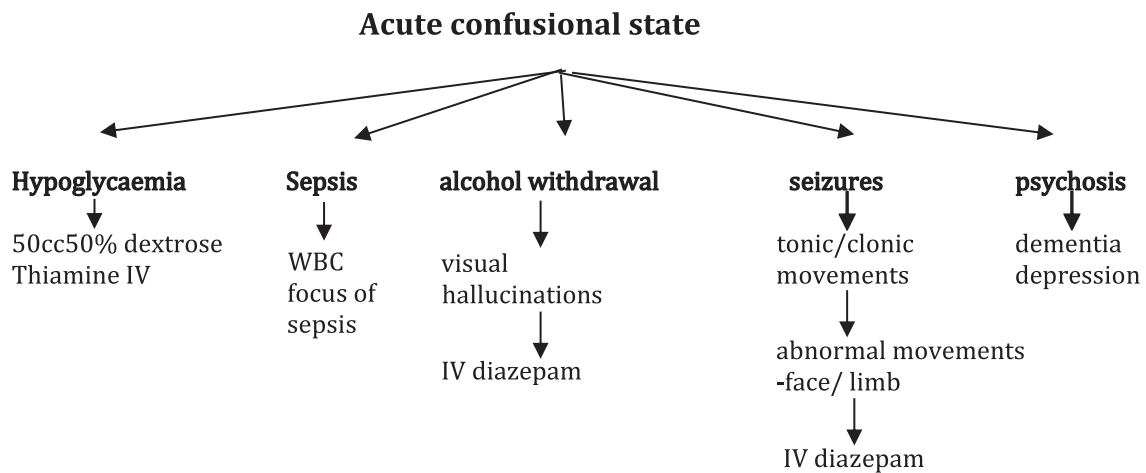 Acute confusional state
Hypoglycaemia
50cc50% dextrose
Thiamine IV
Sepsis
WBC
focus of
sepsis
alcohol withdrawal
visual
hallucinations
IV diazepam
seizures
tonic/clonic
movements
abnormal movements
-face/ limb
IV diazepam
psychosis
dementia
depression